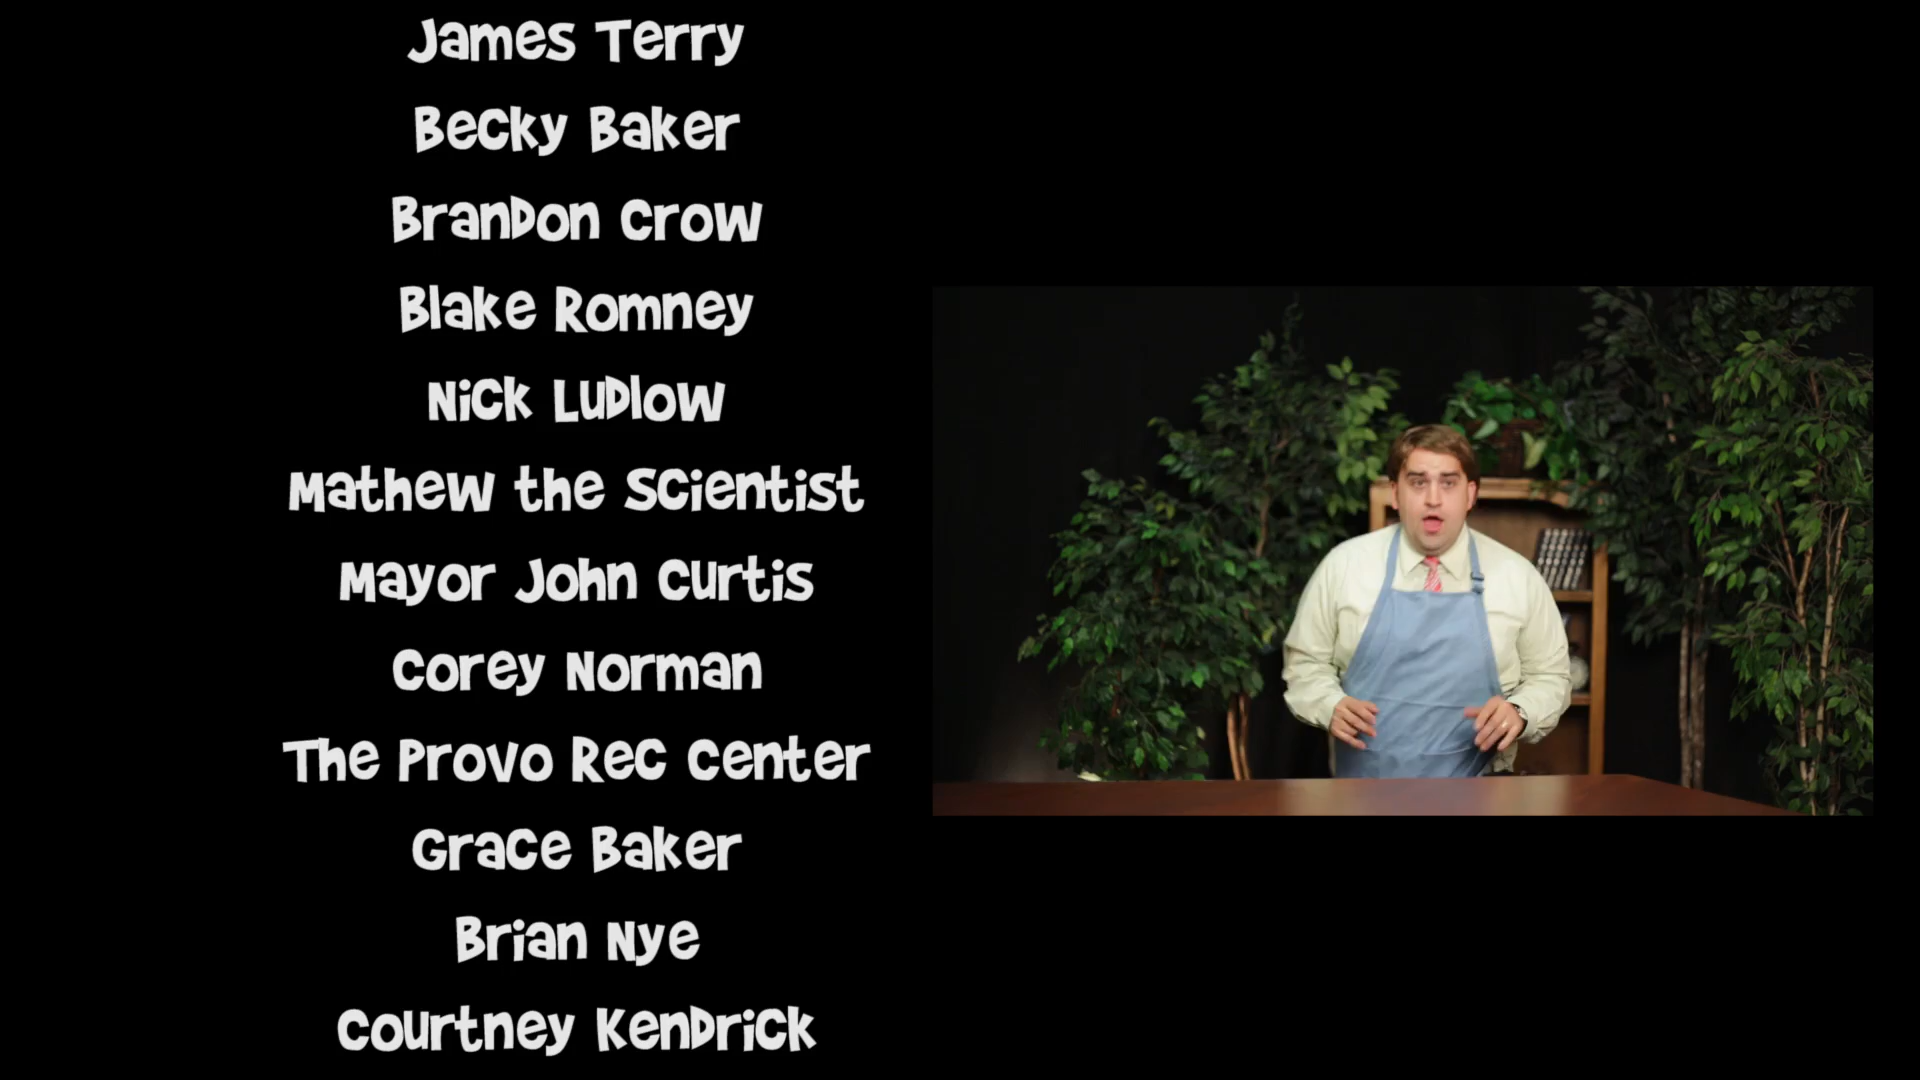 James Terry
Becky Baker
Brandon Crow
Blake Romney
Nick Ludlow
Mathew the Scientist
Mayor John Curtis
Corey Norman
The Provo Rec Center
Grace Baker
Brian Nye
Courtney Kendrick